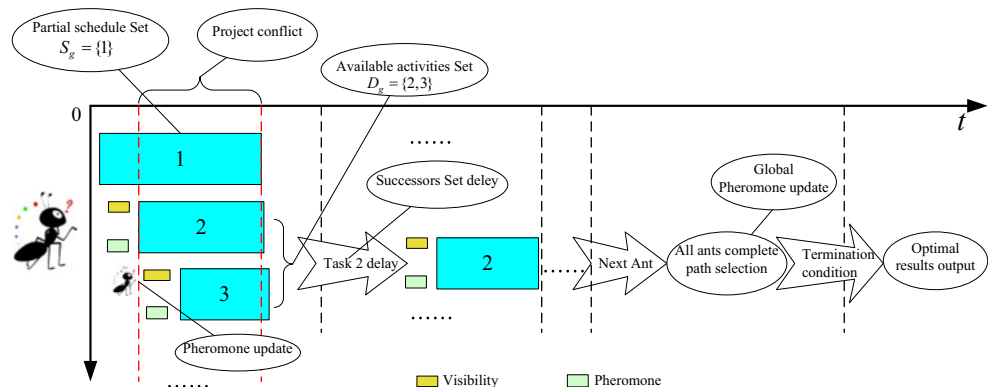 Partial schedule Set
S_g = {1}
Project conflict
Available activities Set
D_g = {2,3}
0
t
1
......
Successors Set deley
Global
Pheromone update
?
2
Task 2 delay
2
......
Next Ant
All ants complete
path selection
Termination
condition
Optimal
results output
3
......
Pheromone update
......
Visibility
Pheromone